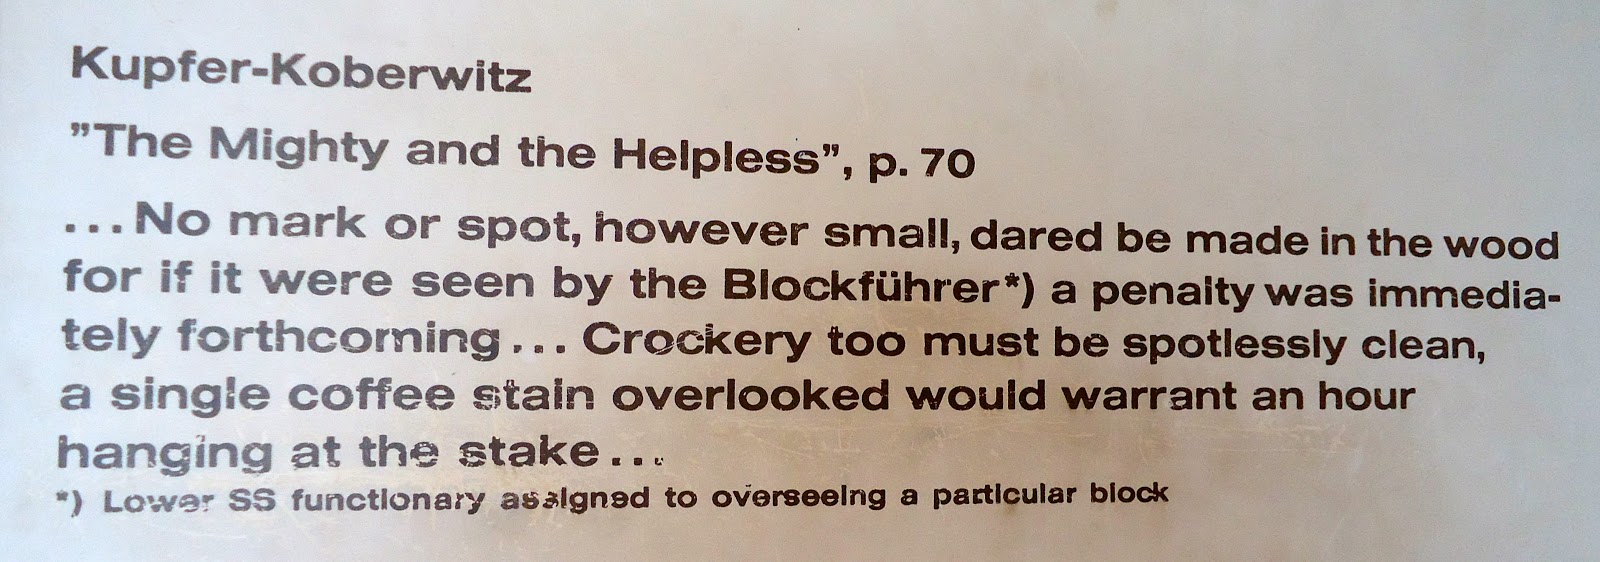 Kupfer-Koberwitz
”The Mighty and the Helpless”, p. 70
...No mark or spot, however small, dared be made in the wood
for if it were seen by the Blockführer*) a penalty was immedia-
tely forthcoming... Crockery too must be spotlessly clean,
a single coffee stain overlooked would warrant an hour
hanging at the stake...
*) Lower SS functionary assigned to overseeing a particular block